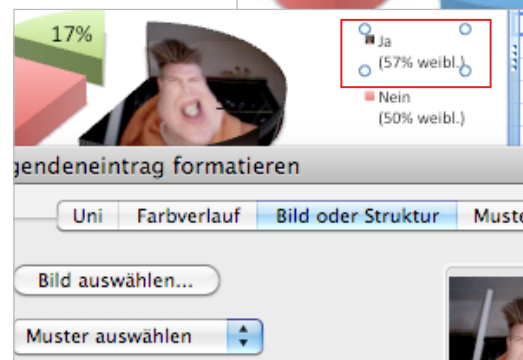 17%
Ja
(57% weibl.)
Nein
(50% weibl.)
gendeneintrag formatieren
Uni Farbverlauf Bild oder Struktur Muste
Bild auswählen...
Muster auswählen